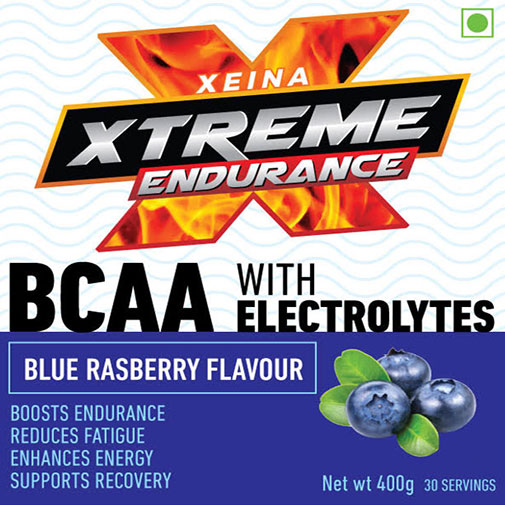 XEINA
XTREME
ENDURANCE
BCAA WITH
ELECTROLYTES
BLUE RASBERRY FLAVOUR
BOOSTS ENDURANCE
REDUCES FATIGUE
ENHANCES ENERGY
SUPPORTS RECOVERY
Net wt 400g 30 SERVINGS